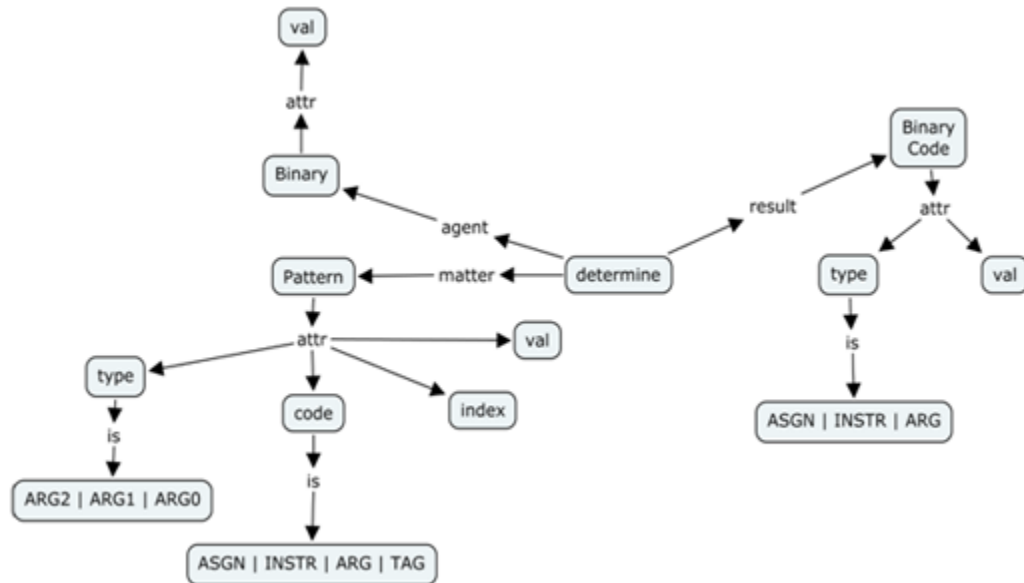 val
attr
Binary
Binary
Code
result
attr
agent
Pattern
matter
determine
type
val
attr
val
is
type
code
index
ASGN | INSTR | ARG
is
is
ARG2 | ARG1 | ARG0
ASGN | INSTR | ARG | TAG